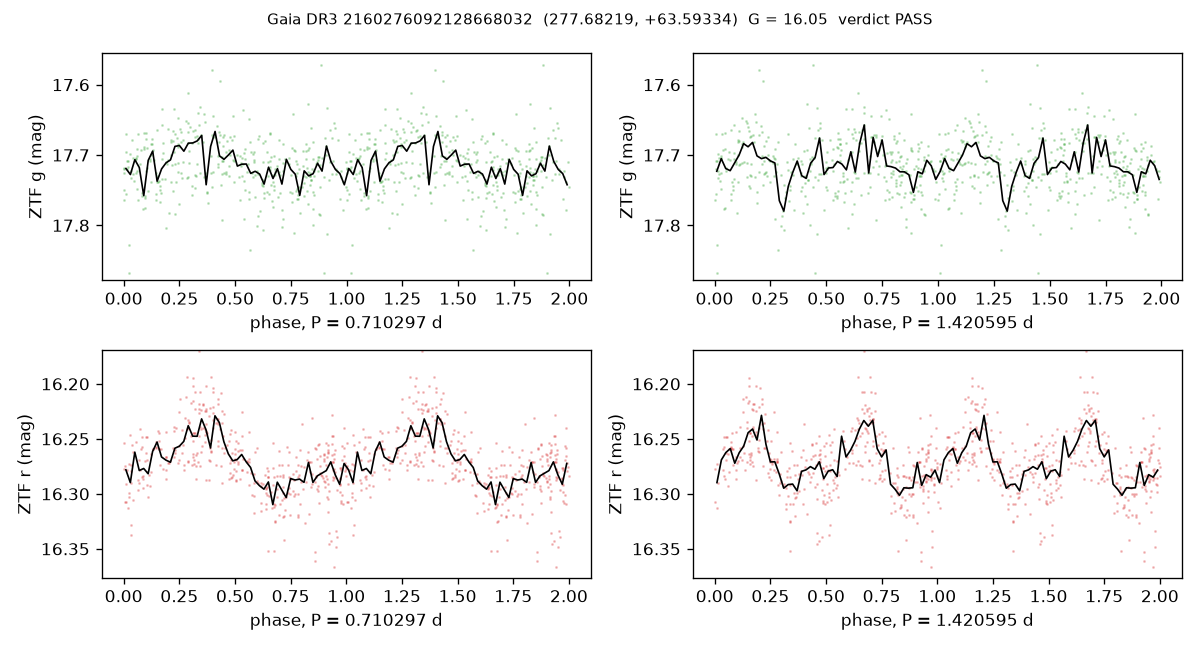 Gaia DR3 2160276092128668032 (277.68219, +63.59334) G = 16.05 verdict PASS
ZTF g (mag)
17.6
17.7
17.8
0.00 0.25 0.50 0.75 1.00 1.25 1.50 1.75 2.00
phase, P = 0.710297 d
ZTF g (mag)
17.6
17.7
17.8
0.00 0.25 0.50 0.75 1.00 1.25 1.50 1.75 2.00
phase, P = 1.420595 d
ZTF r (mag)
16.20
16.25
16.30
16.35
0.00 0.25 0.50 0.75 1.00 1.25 1.50 1.75 2.00
phase, P = 0.710297 d
ZTF r (mag)
16.20
16.25
16.30
16.35
0.00 0.25 0.50 0.75 1.00 1.25 1.50 1.75 2.00
phase, P = 1.420595 d